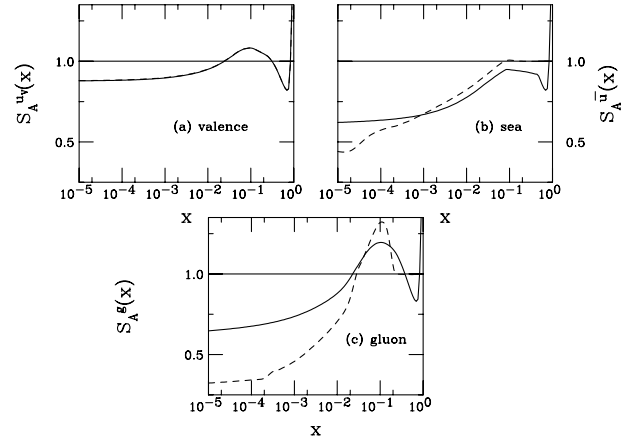 S_A^{u_v}(x)
1.0
0.5
(a) valence
10^{-5} 10^{-4} 10^{-3} 10^{-2} 10^{-1} 10^0
x
1.0
0.5
(b) sea
S_A^{ū}(x)
10^{-5} 10^{-4} 10^{-3} 10^{-2} 10^{-1} 10^0
x
S_A^g(x)
1.0
0.5
(c) gluon
10^{-5} 10^{-4} 10^{-3} 10^{-2} 10^{-1} 10^0
x